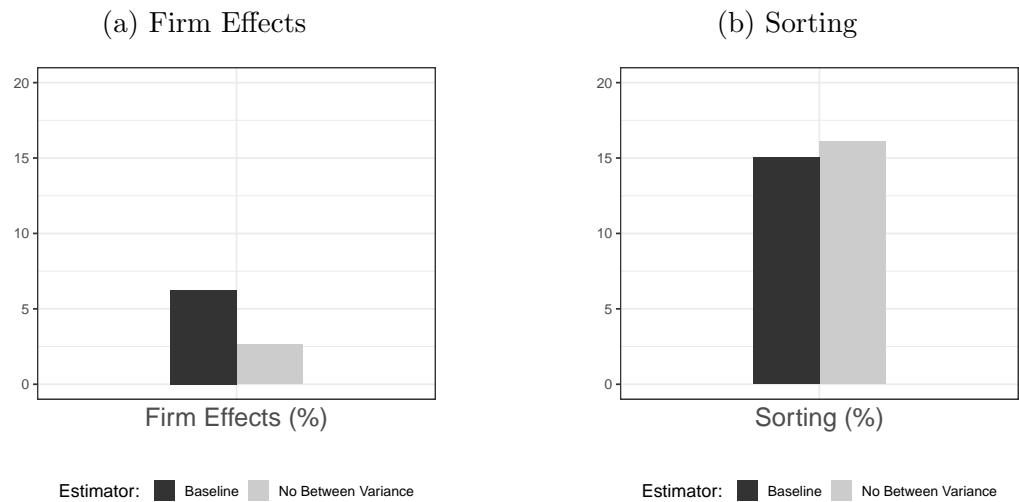 (a) Firm Effects
20
15
10
5
0
Firm Effects (%)
Estimator: Baseline No Between Variance
(b) Sorting
20
15
10
5
0
Sorting (%)
Estimator: Baseline No Between Variance